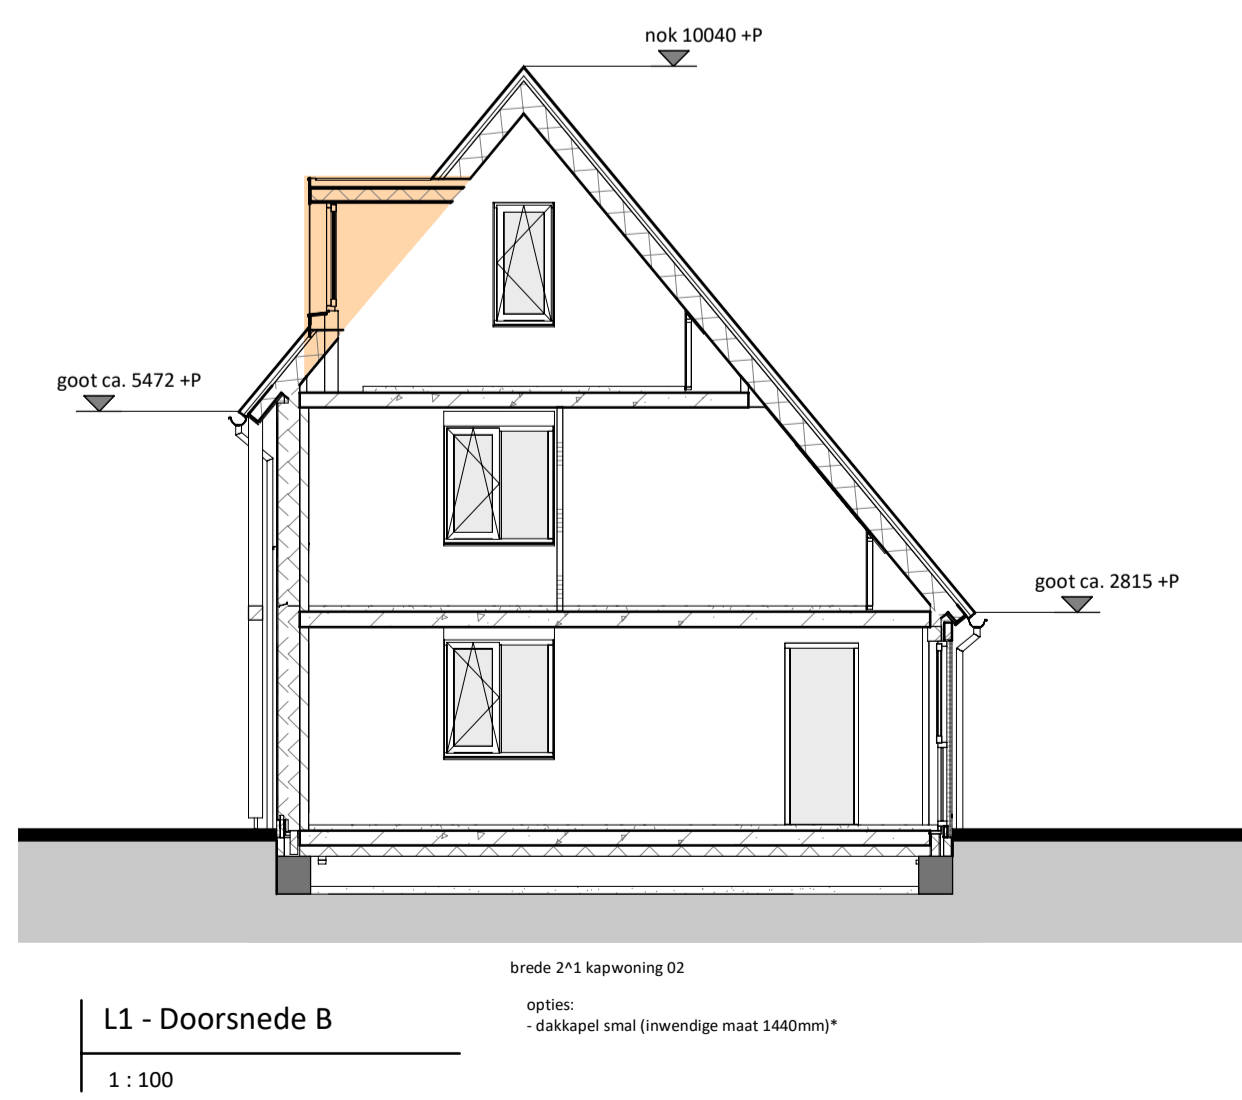 nok 10040 +P
goot ca. 5472 +P
goot ca. 2815 +P
brede 2^1 kapwoning 02
opties:
- dakkapel smal (inwendige maat 1440mm)*
L1 - Doorsnede B
1 : 100